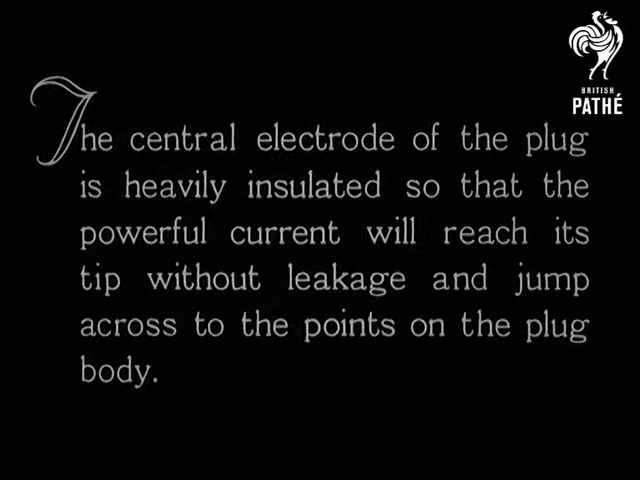 BRITISH
PATHÉ
The central electrode of the plug
is heavily insulated so that the
powerful current will reach its
tip without leakage and jump
across to the points on the plug
body.